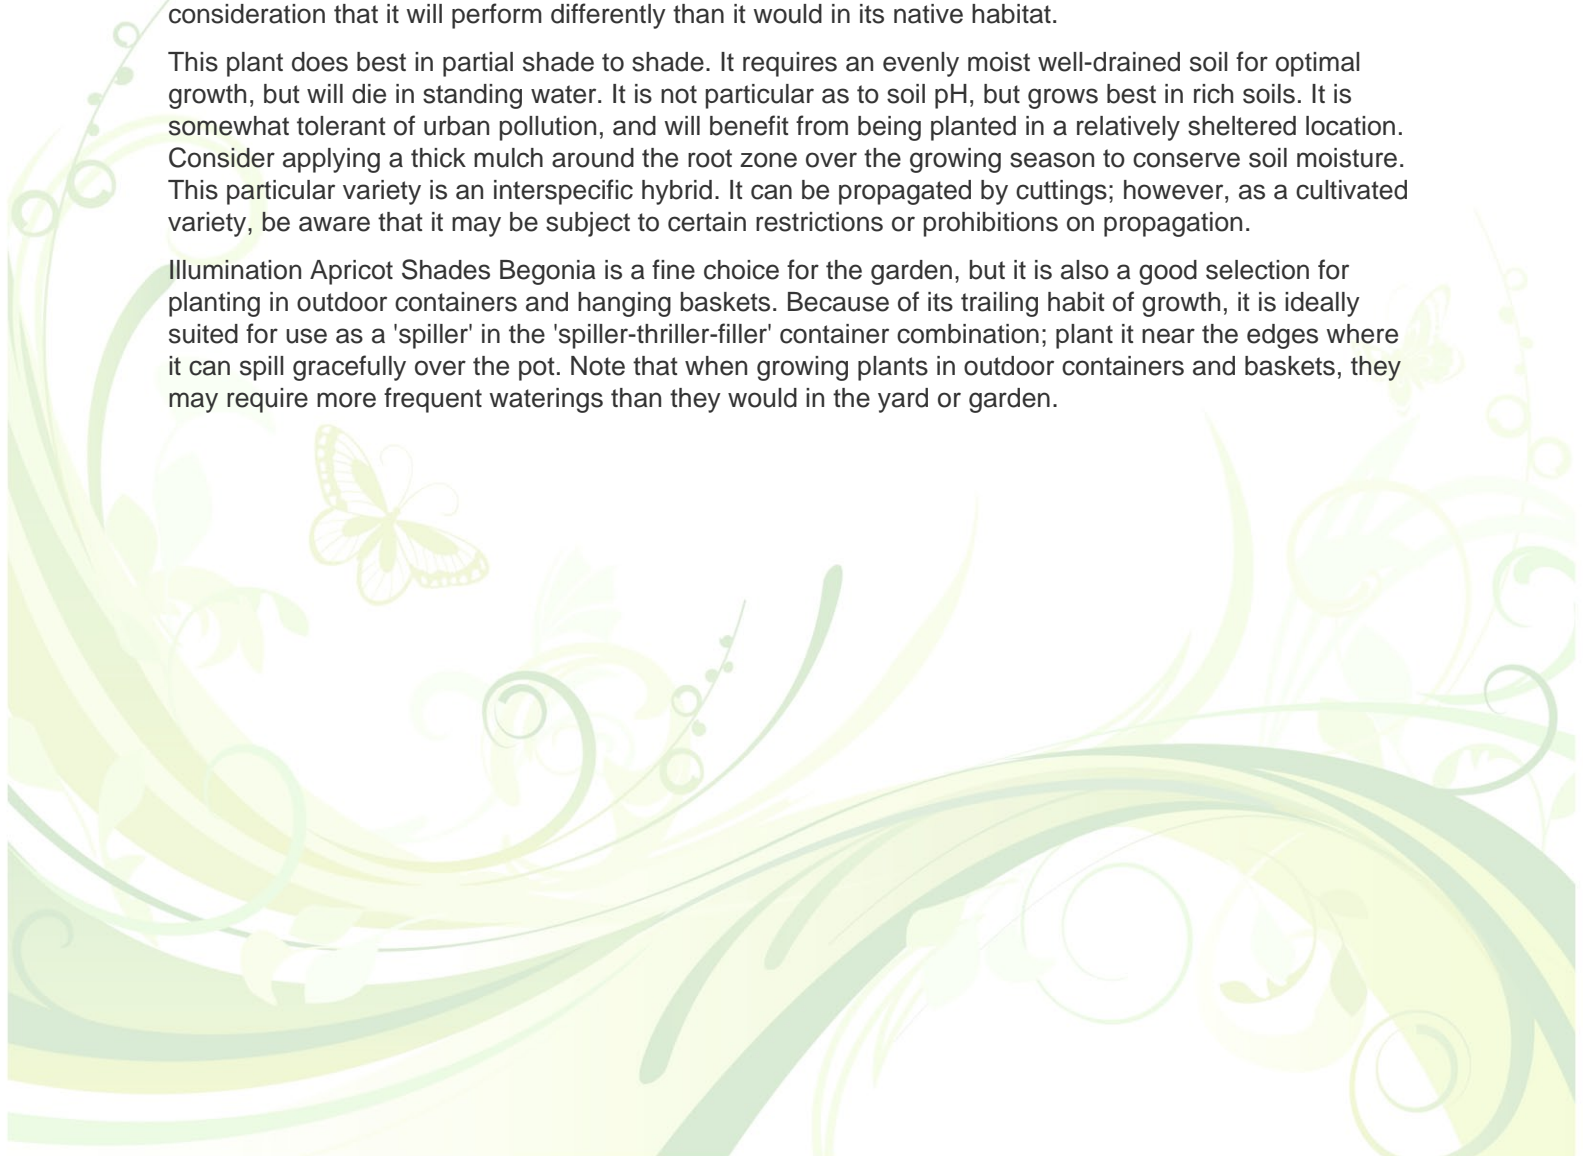 consideration that it will perform differently than it would in its native habitat.
This plant does best in partial shade to shade. It requires an evenly moist well-drained soil for optimal
growth, but will die in standing water. It is not particular as to soil pH, but grows best in rich soils. It is
somewhat tolerant of urban pollution, and will benefit from being planted in a relatively sheltered location.
Consider applying a thick mulch around the root zone over the growing season to conserve soil moisture.
This particular variety is an interspecific hybrid. It can be propagated by cuttings; however, as a cultivated
variety, be aware that it may be subject to certain restrictions or prohibitions on propagation.
Illumination Apricot Shades Begonia is a fine choice for the garden, but it is also a good selection for
planting in outdoor containers and hanging baskets. Because of its trailing habit of growth, it is ideally
suited for use as a 'spiller' in the 'spiller-thriller-filler' container combination; plant it near the edges where
it can spill gracefully over the pot. Note that when growing plants in outdoor containers and baskets, they
may require more frequent waterings than they would in the yard or garden.